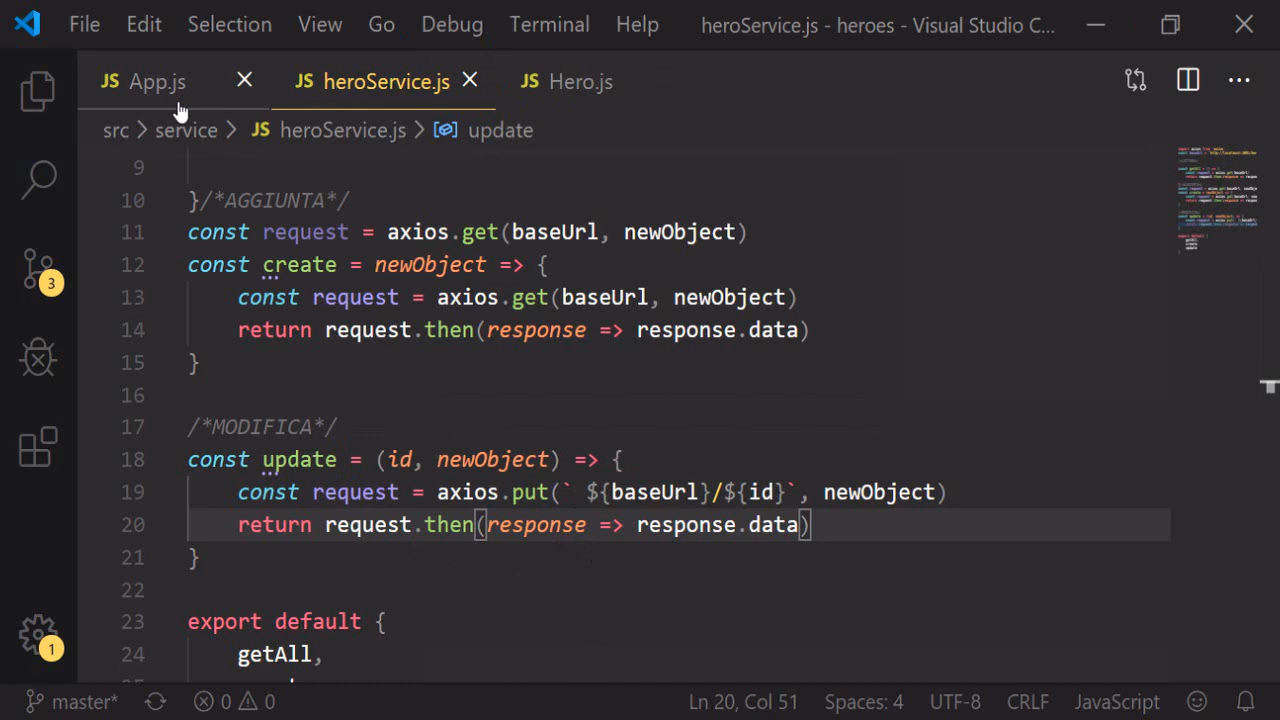 File Edit Selection View Go Debug Terminal Help heroService.js - heroes - Visual Studio C...
JS App.js JS heroService.js JS Hero.js
src > service > JS heroService.js > update
9
10 }/*AGGIUNTA*/
11 const request = axios.get(baseUrl, newObject)
12 const create = newObject => {
13 const request = axios.get(baseUrl, newObject)
14 return request.then(response => response.data)
15 }
16
17 /*MODIFICA*/
18 const update = (id, newObject) => {
19 const request = axios.put(` ${baseUrl}/${id}`, newObject)
20 return request.then(response => response.data)
21 }
22
23 export default {
24 getAll,
3
1
master* 0 0 Ln 20, Col 51 Spaces: 4 UTF-8 CRLF JavaScript